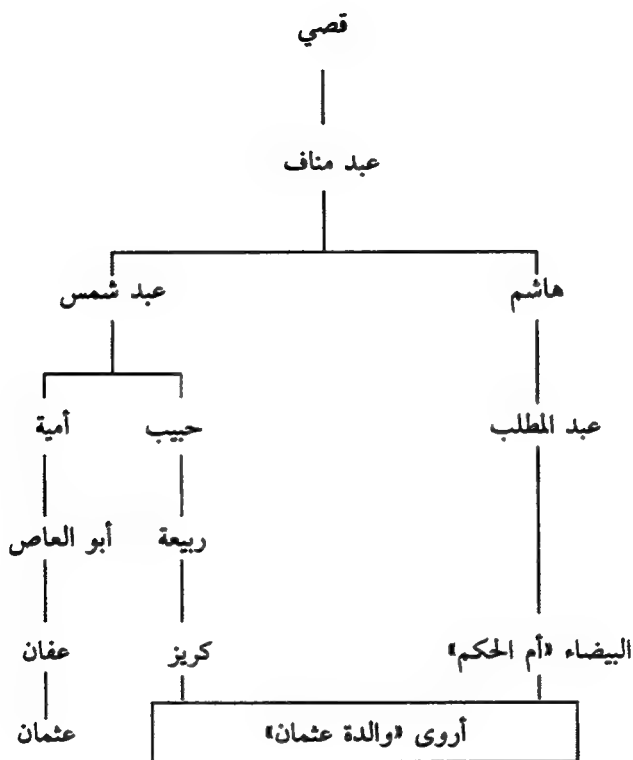 قصي
عبد مناف
هاشم
عبد شمس
عبد المطلب
حبيب
أمية
ربيعة
أبو العاص
البيضاء «أم الحكم»
كريز
عفان
أروى «والدة عثمان»
عثمان